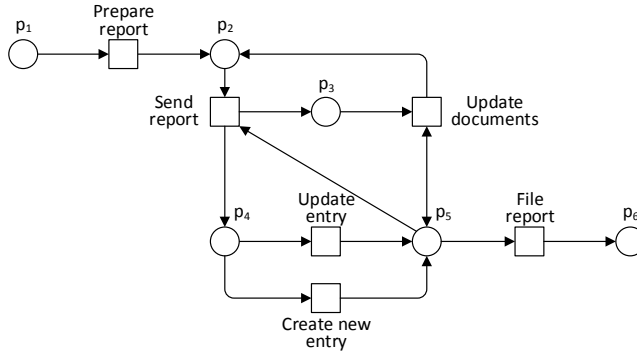 Prepare
report
p1
p2
p3
Send
report
Update
documents
p4
Update
entry
p5
File
report
p6
Create new
entry